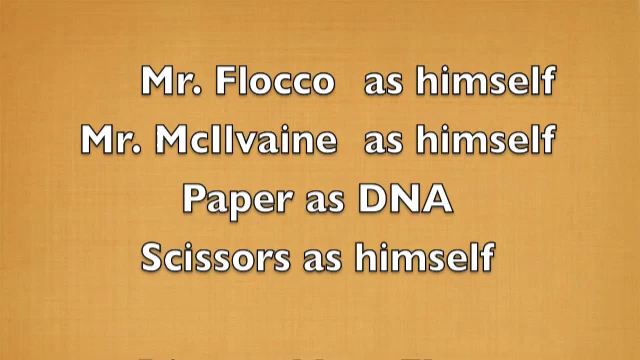 Mr. Flocco as himself
Mr. McIlvaine as himself
Paper as DNA
Scissors as himself